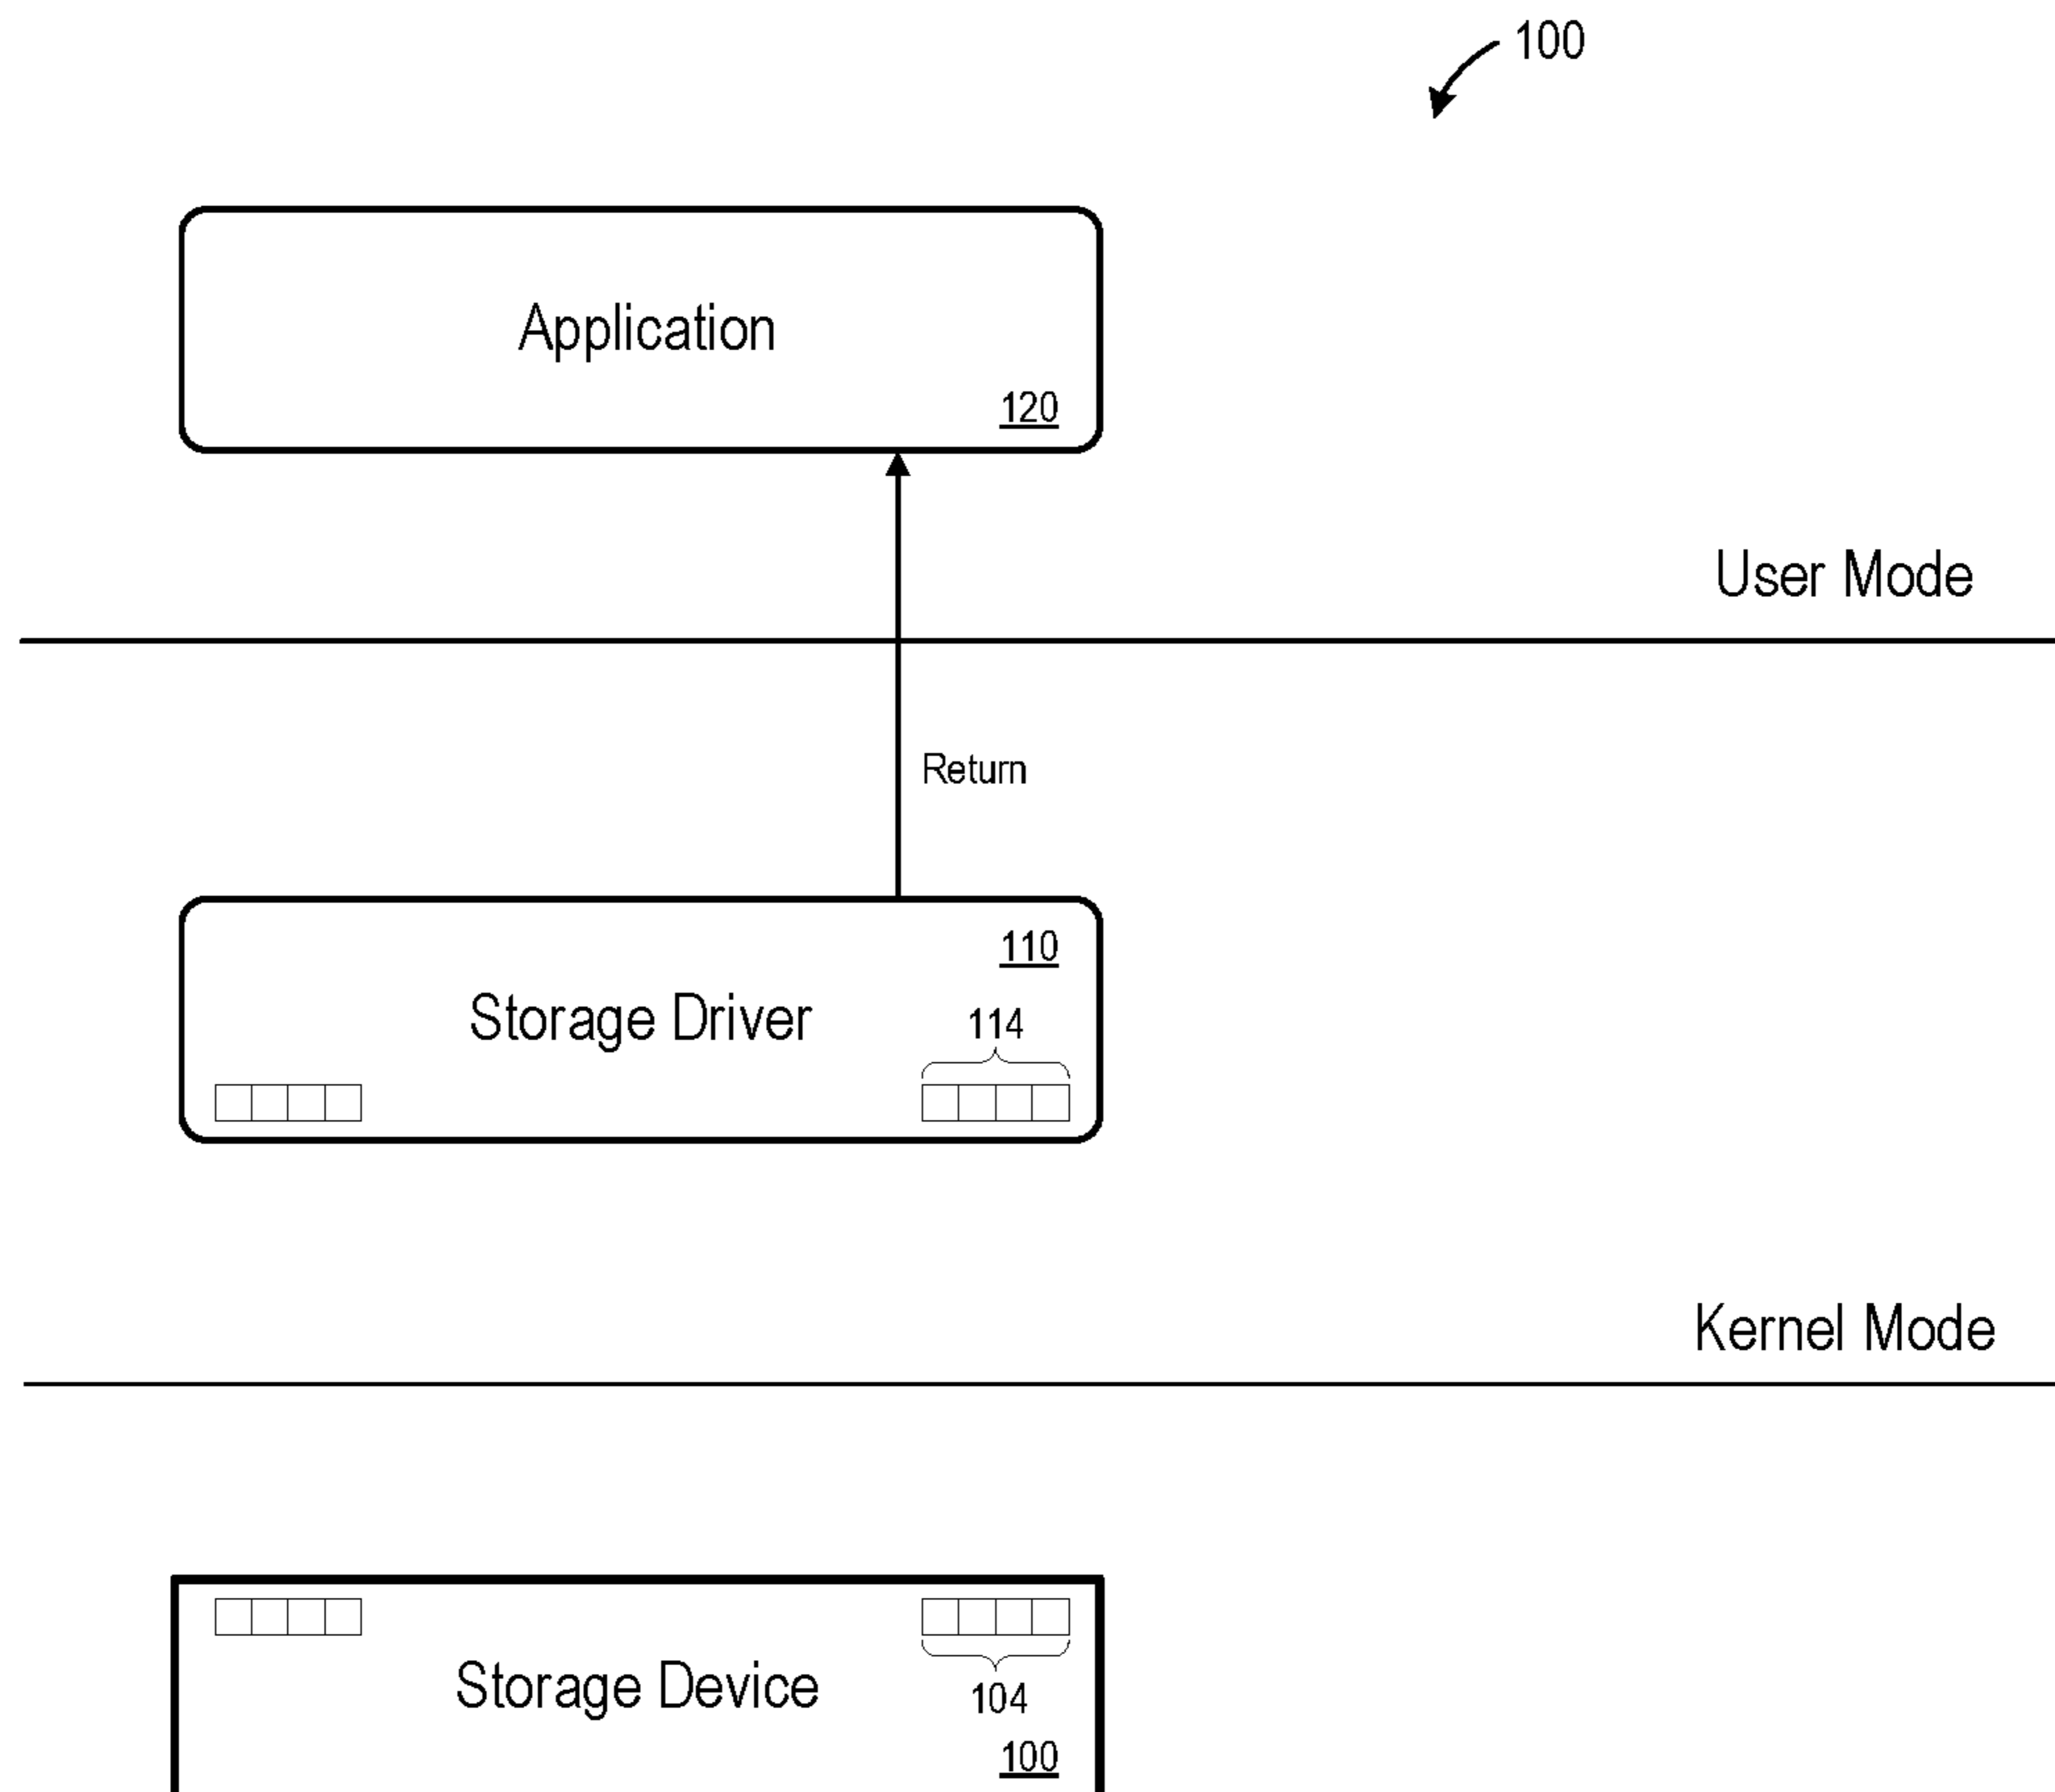 100
Application
120
User Mode
Return
110
Storage Driver
114
Kernel Mode
Storage Device
104
100